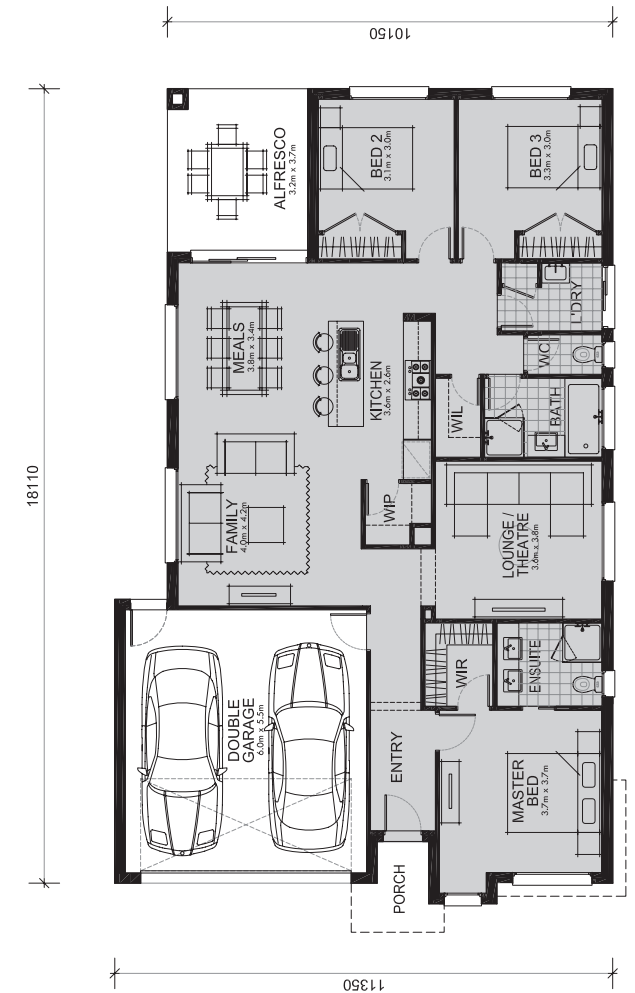 10150
18110
ALFRESCO
3.2m x 3.7m
BED 2
3.1m x 3.0m
BED 3
3.3m x 3.0m
MEALS
3.8m x 3.4m
KITCHEN
3.6m x 2.6m
L'DRY
WC
WIL
BATH
FAMILY
4.0m x 4.2m
WIP
LOUNGE /
THEATRE
3.6m x 3.8m
WIR
ENSUITE
DOUBLE
GARAGE
6.0m x 5.5m
ENTRY
MASTER
BED
3.7m x 3.7m
PORCH
11350